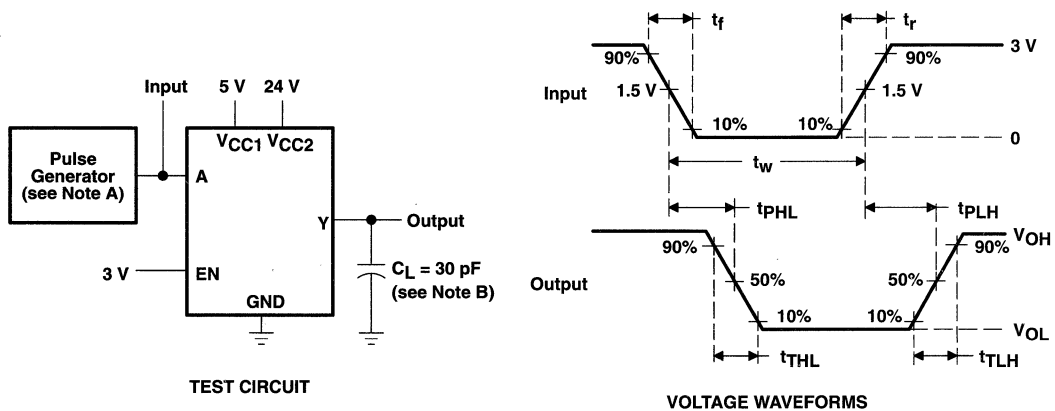 Input
5 V 24 V
VCC1 VCC2
Pulse
Generator
(see Note A)
A
Y
Output
CL = 30 pF
(see Note B)
3 V
EN
GND
TEST CIRCUIT
tf
tr
3 V
90%
90%
Input
1.5 V
1.5 V
10%
10%
0
tw
tPHL
tPLH
VOH
90%
90%
Output
50%
50%
10%
10%
VOL
tTHL
tTLH
VOLTAGE WAVEFORMS